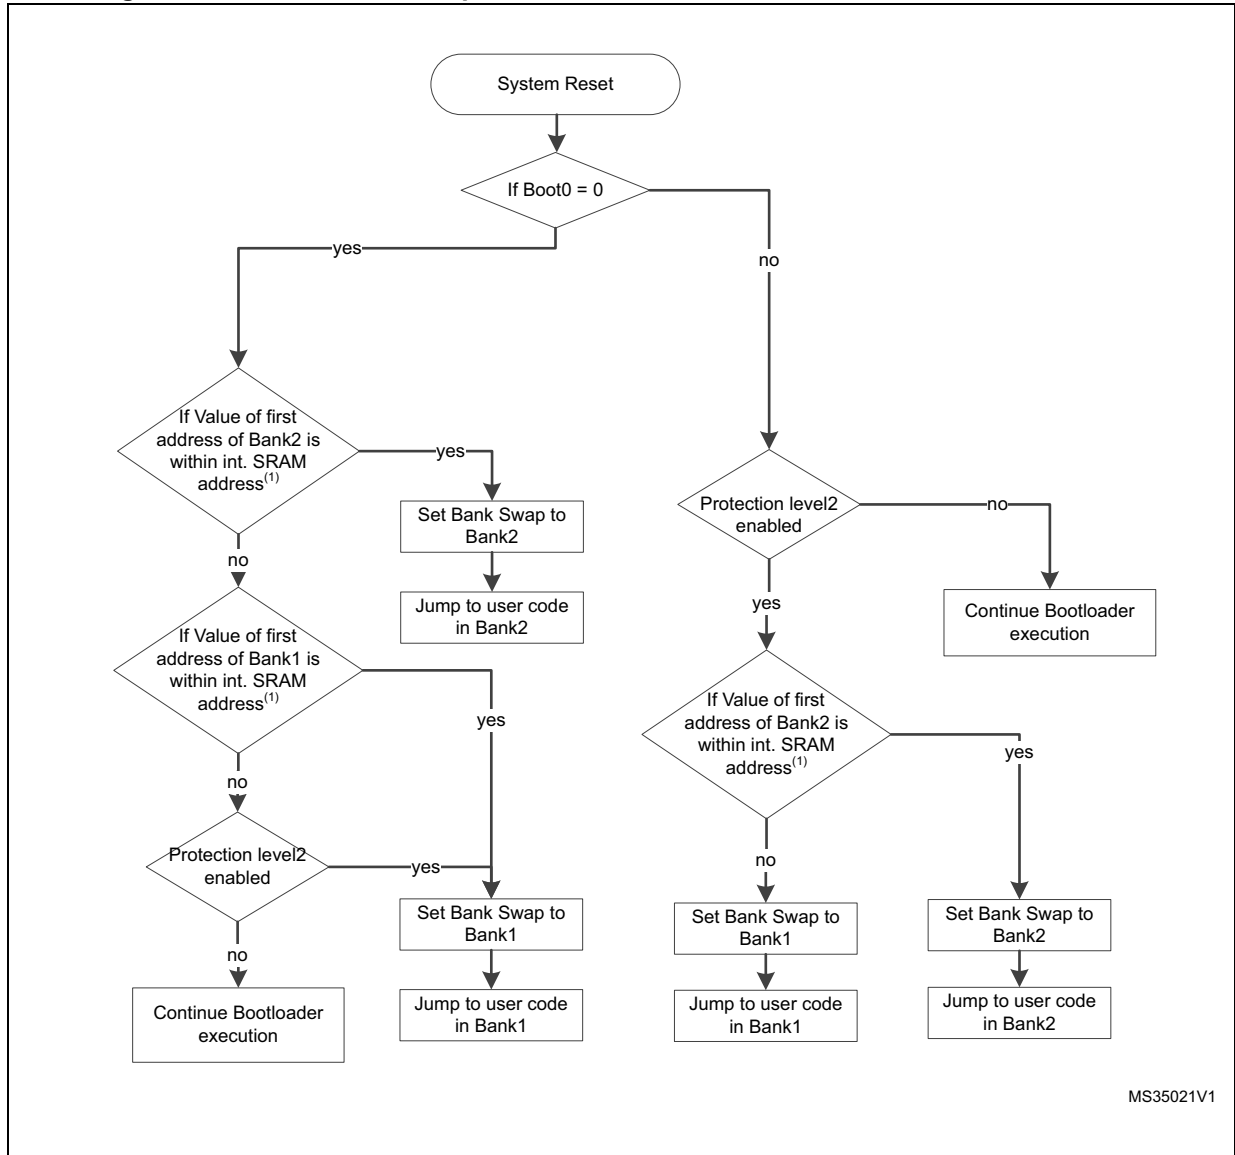 System Reset
If Boot0 = 0
yes
no
If Value of first
address of Bank2 is
within int. SRAM
address(1)
yes
Set Bank Swap to
Bank2
Jump to user code
in Bank2
no
If Value of first
address of Bank1 is
within int. SRAM
address(1)
yes
no
Protection level2
enabled
yes
no
Continue Bootloader
execution
Set Bank Swap to
Bank1
Jump to user code
in Bank1
Protection level2
enabled
no
Continue Bootloader
execution
yes
If Value of first
address of Bank2 is
within int. SRAM
address(1)
yes
no
Set Bank Swap to
Bank1
Jump to user code
in Bank1
Set Bank Swap to
Bank2
Jump to user code
in Bank2
MS35021V1